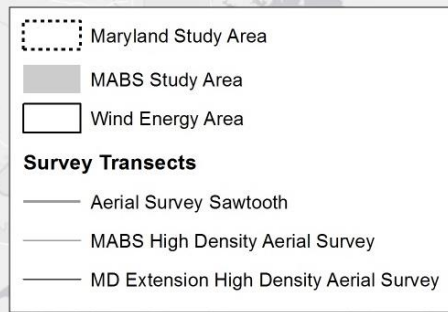 Maryland Study Area
MABS Study Area
Wind Energy Area
Survey Transects
Aerial Survey Sawtooth
MABS High Density Aerial Survey
MD Extension High Density Aerial Survey